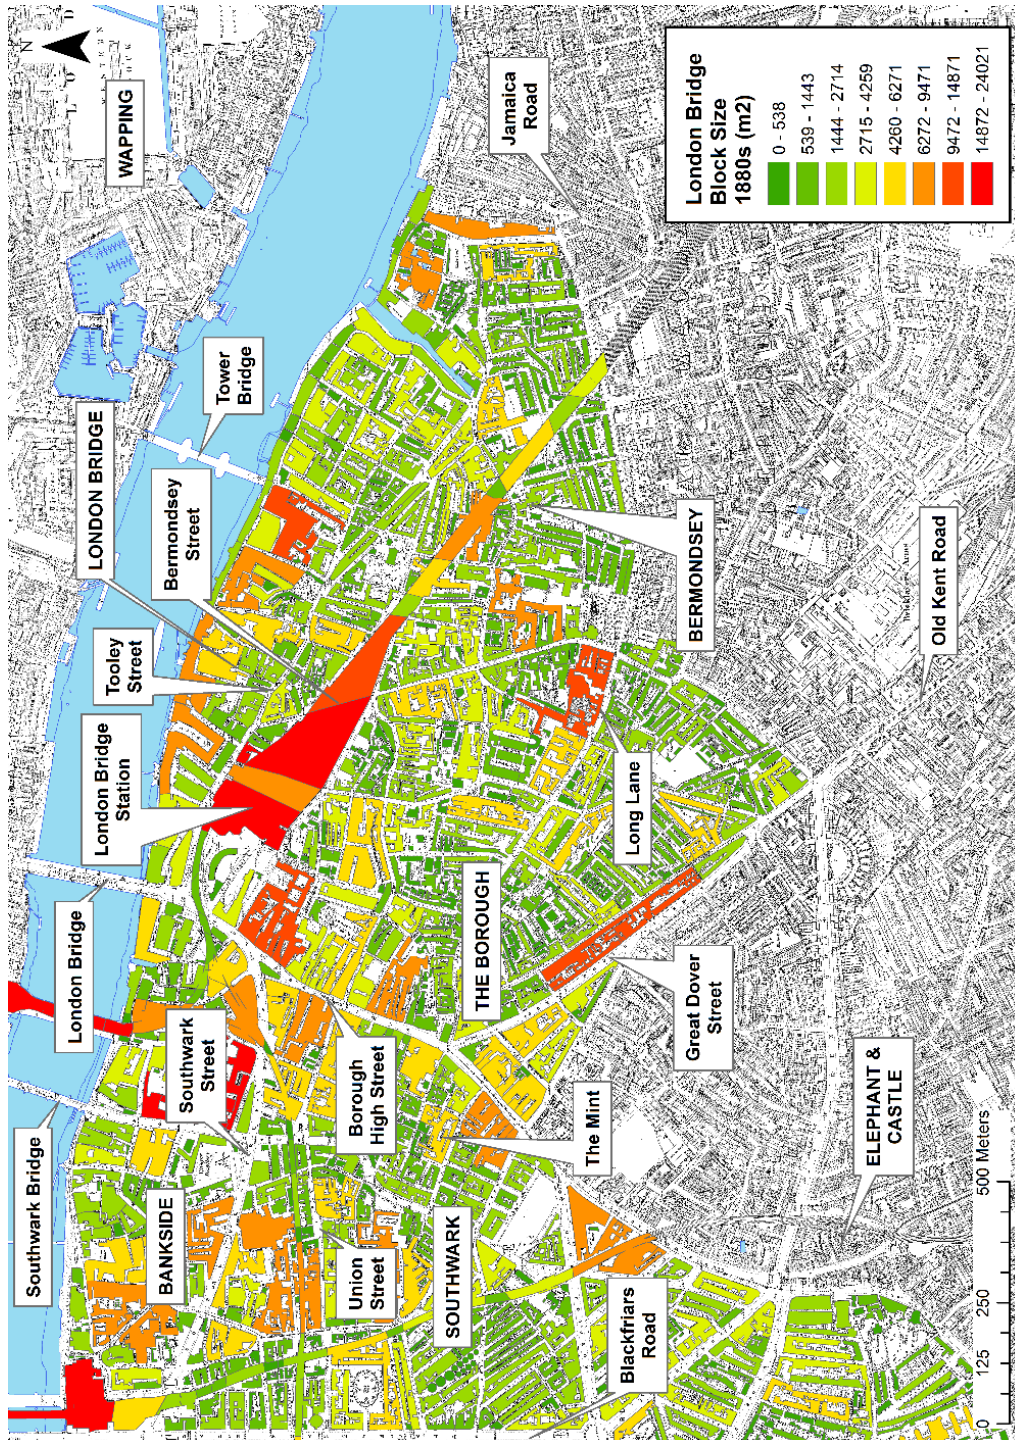 N
L O N D O
WAPPING
Jamaica
Road
London Bridge
Block Size
1880s (m2)
0 - 538
539 - 1443
1444 - 2714
2715 - 4259
4260 - 6271
6272 - 9471
9472 - 14871
14872 - 24021
Tower
Bridge
LONDON BRIDGE
Bermondsey
Street
Tooley
Street
London Bridge
Station
BERMONDSEY
Old Kent Road
Long Lane
London Bridge
THE BOROUGH
Great Dover
Street
Southwark
Street
Borough
High Street
The Mint
ELEPHANT &
CASTLE
Southwark Bridge
BANKSIDE
Union
Street
SOUTHWARK
Blackfriars
Road
0 125 250 500 Meters